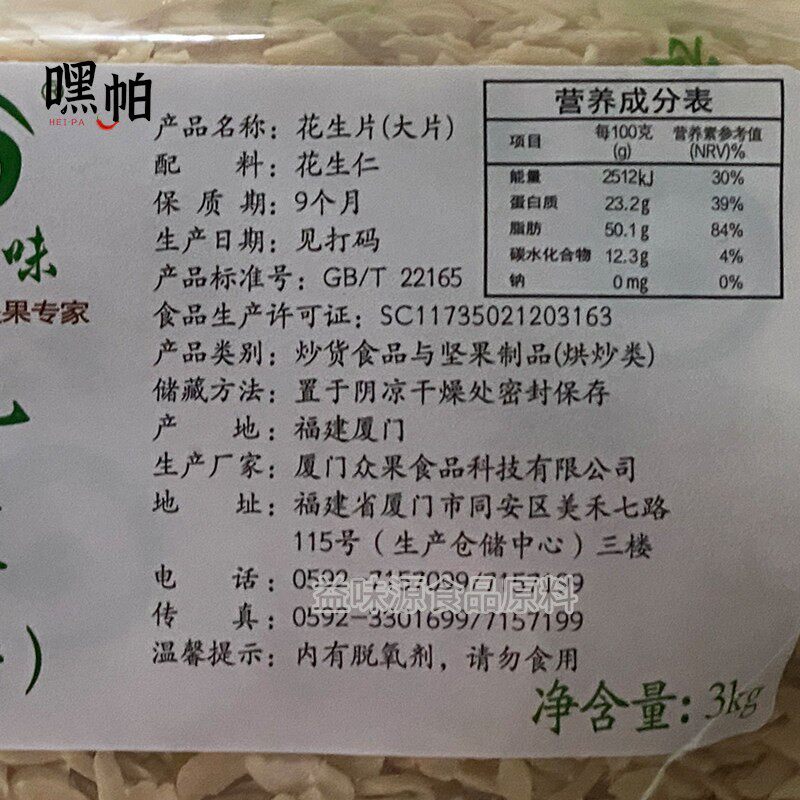 嘿帕
HEI·PA
味
果专家
产品名称：花生片(大片)
配 料：花生仁
保 质 期：9个月
生产日期：见打码
产品标准号：GB/T 22165
食品生产许可证：SC11735021203163
产品类别：炒货食品与坚果制品(烘炒类)
储藏方法：置于阴凉干燥处密封保存
产 地：福建厦门
生产厂家：厦门众果食品科技有限公司
地 址：福建省厦门市同安区美禾七路
115号（生产仓储中心）三楼
电 话：0592-7157099/7157199
益味源食品原料
传 真：0592-3301699/7157199
温馨提示：内有脱氧剂，请勿食用
净含量：3kg
营养成分表
项目 每100克(g) 营养素参考值(NRV)%
能量 2512kJ 30%
蛋白质 23.2g 39%
脂肪 50.1g 84%
碳水化合物 12.3g 4%
钠 0mg 0%